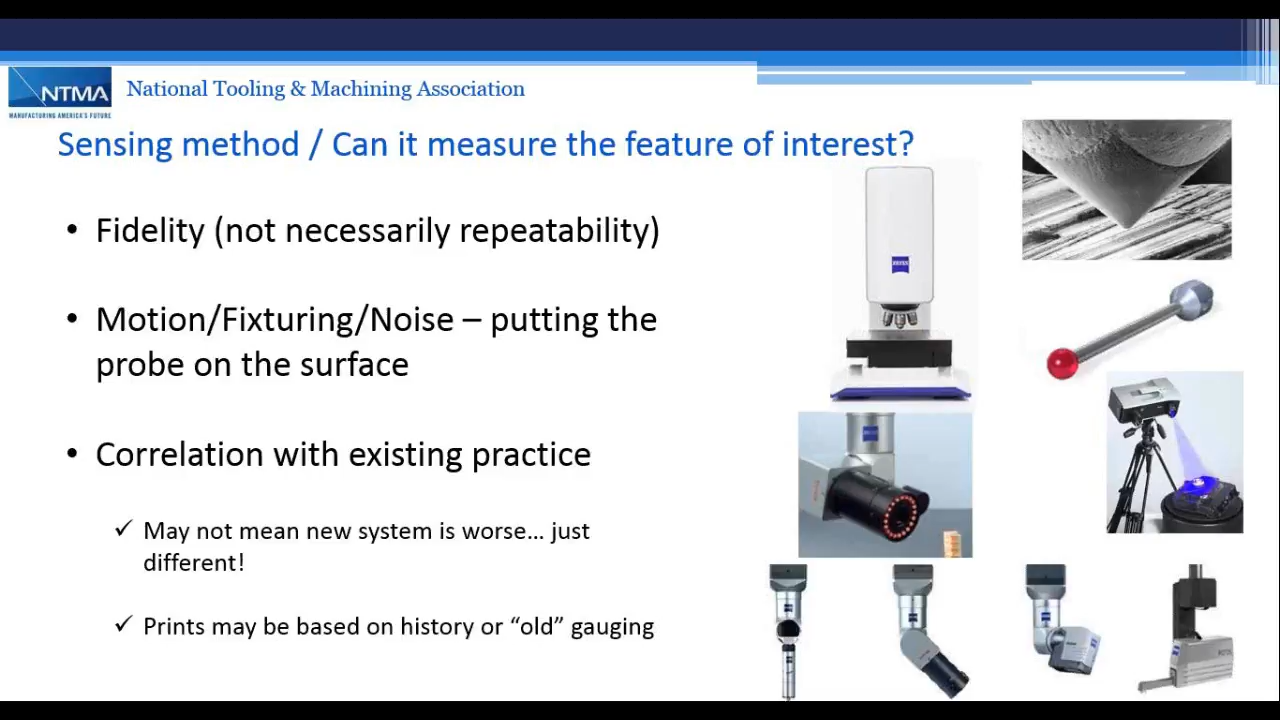 NTMA
MANUFACTURING AMERICA'S FUTURE
National Tooling & Machining Association
Sensing method / Can it measure the feature of interest?
• Fidelity (not necessarily repeatability)
• Motion/Fixturing/Noise – putting the
probe on the surface
• Correlation with existing practice
✓ May not mean new system is worse… just
different!
✓ Prints may be based on history or “old” gauging
ZEISS